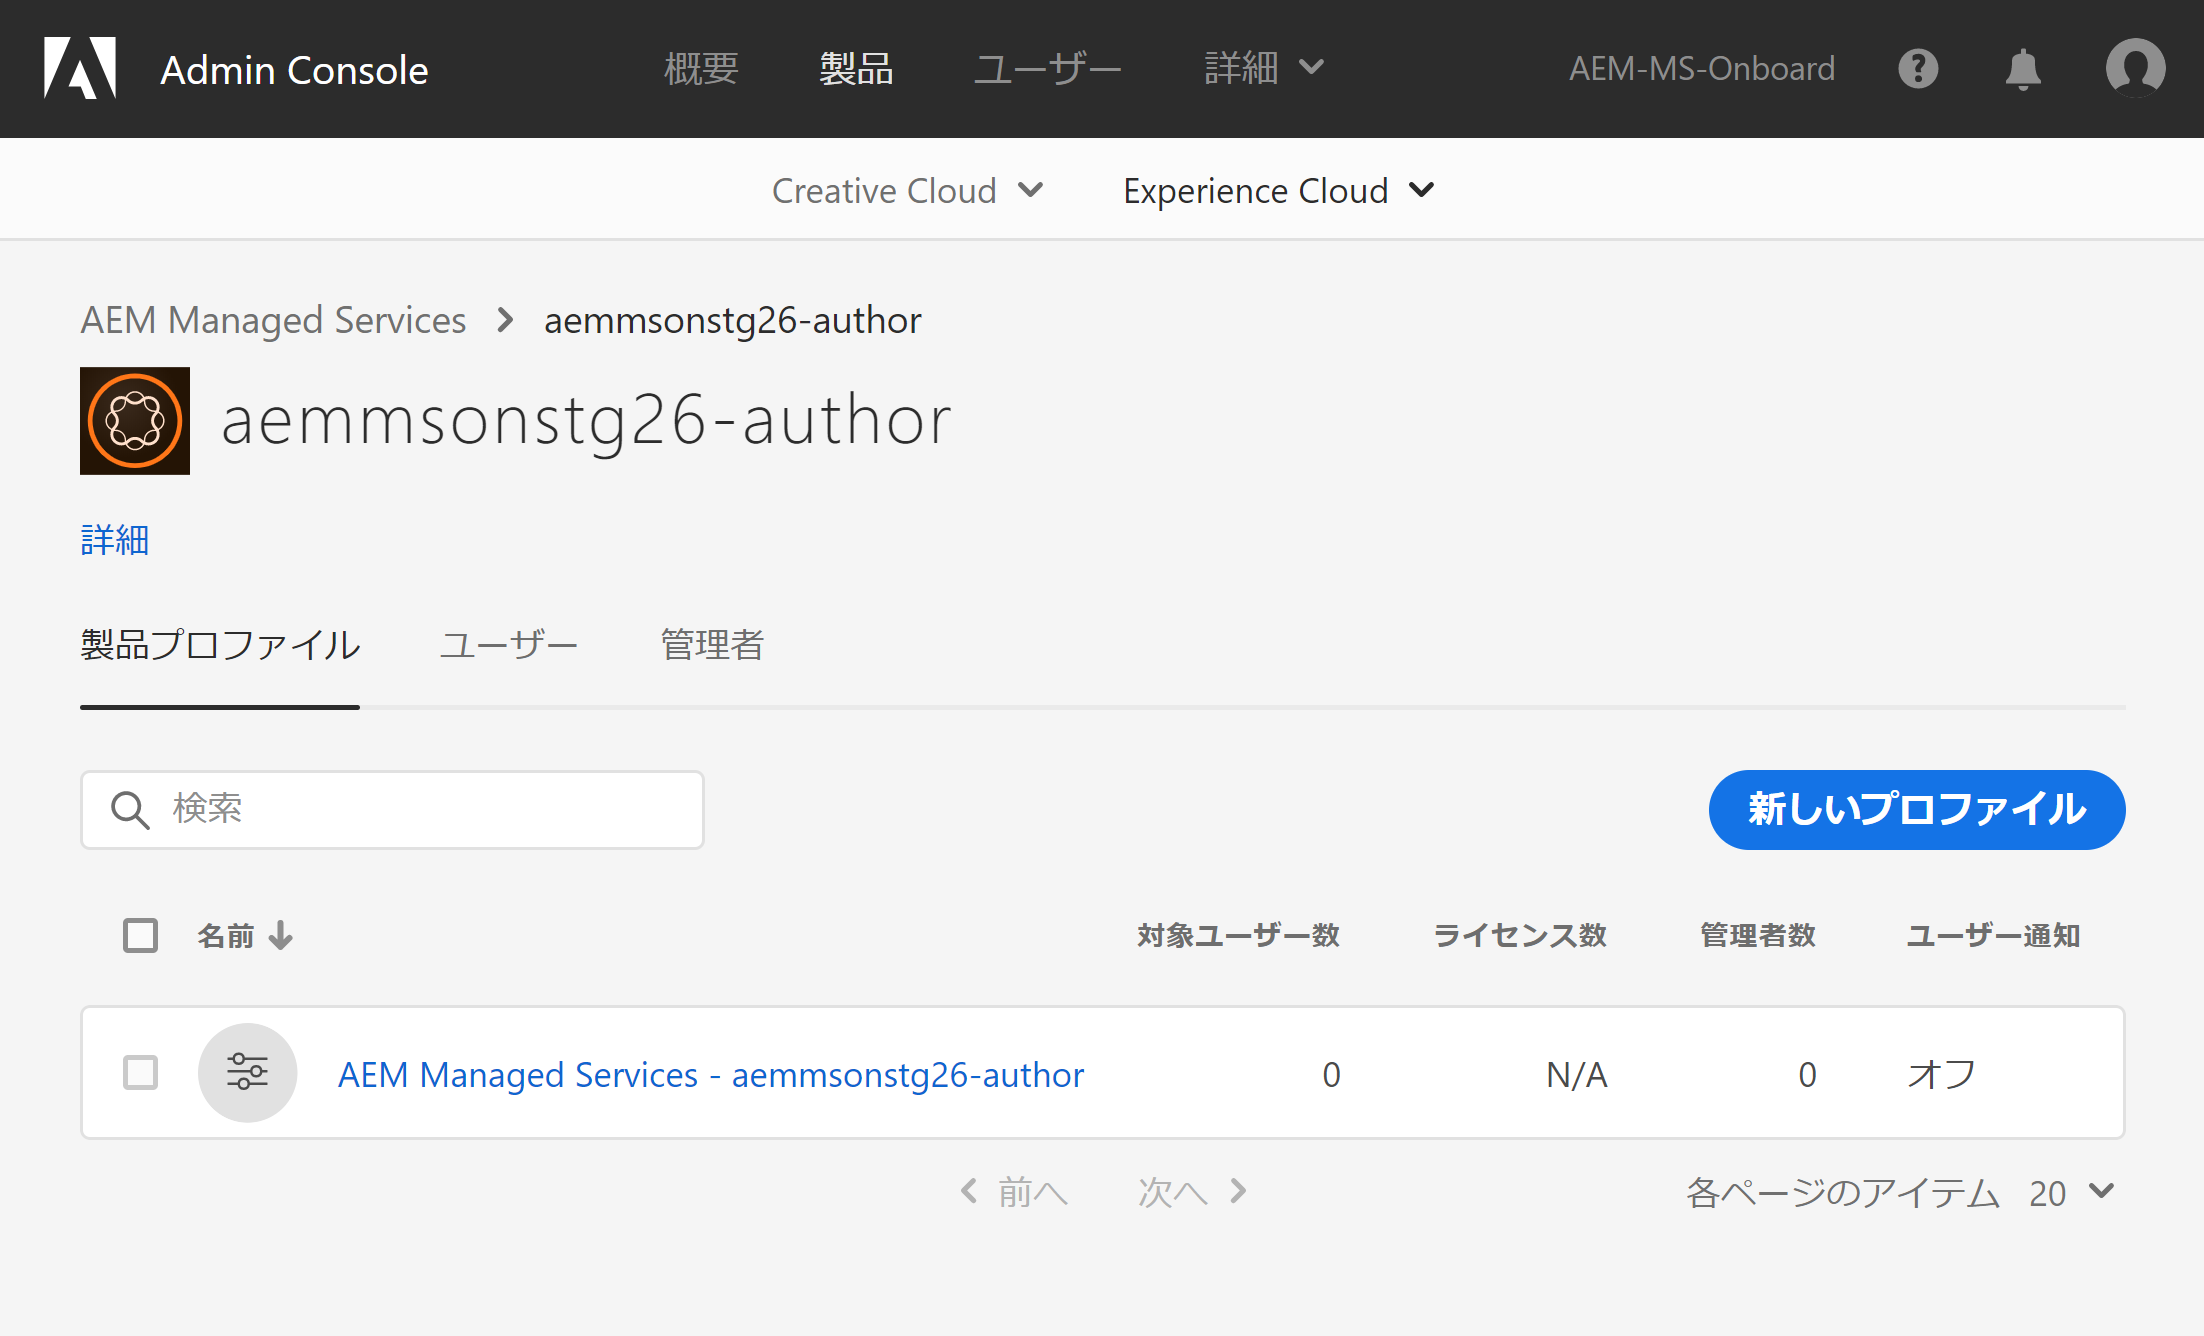 Admin Console 概要 製品 ユーザー 詳細 AEM-MS-Onboard
Creative Cloud Experience Cloud
AEM Managed Services aemmsonstg26-author
aemmsonstg26-author
詳細
製品プロファイル ユーザー 管理者
検索 新しいプロファイル
名前 対象ユーザー数 ライセンス数 管理者数 ユーザー通知
AEM Managed Services - aemmsonstg26-author 0 N/A 0 オフ
前へ 次へ 各ページのアイテム 20